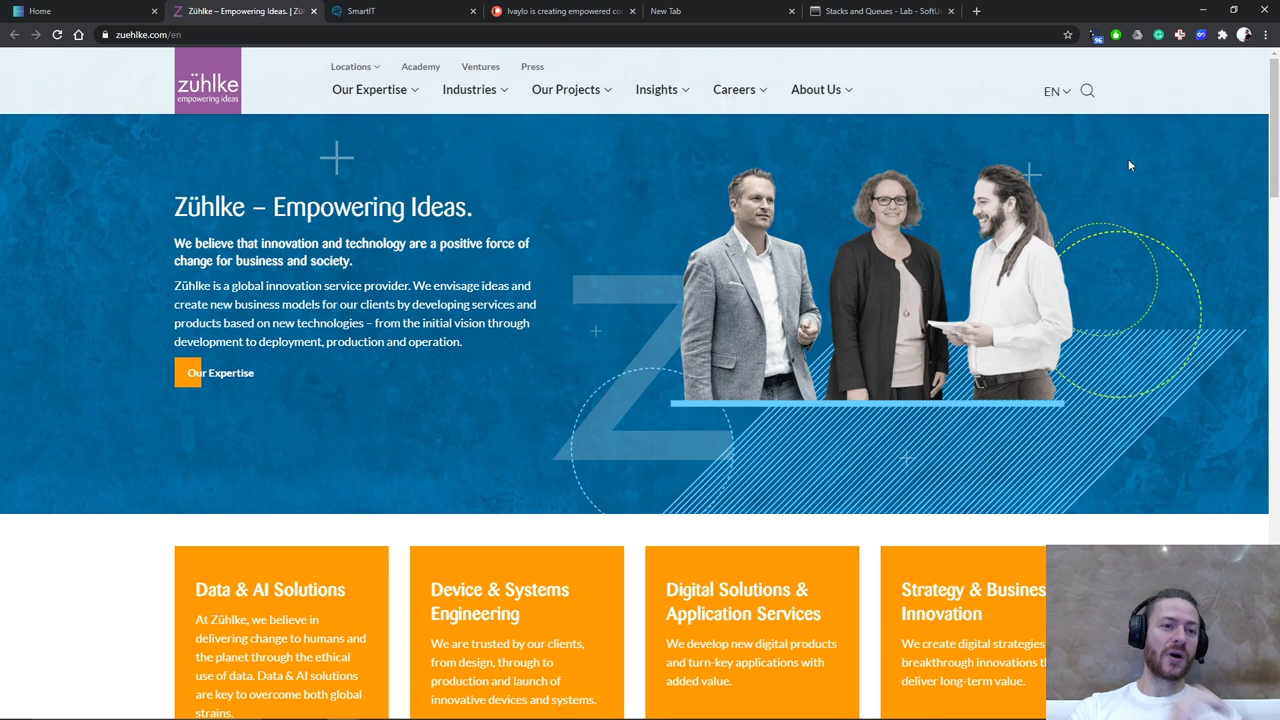 Home
Empowering Ideas. | Zü
SmartIT
Ivaylo is creating empowered co
New Tab
Stacks and Queues - Lab - SoftU
zuehlke.com/en
96
zühlke
empowering ideas
Locations
Academy
Ventures
Press
Our Expertise
Industries
Our Projects
Insights
Careers
About Us
EN
Zühlke – Empowering Ideas.
We believe that innovation and technology are a positive force of
change for business and society.
Zühlke is a global innovation service provider. We envisage ideas and
create new business models for our clients by developing services and
products based on new technologies – from the initial vision through
development to deployment, production and operation.
Our Expertise
Z
Data & AI Solutions
At Zühlke, we believe in
delivering change to humans and
the planet through the ethical
use of data. Data & AI solutions
are key to overcome both global
strains.
Device & Systems
Engineering
We are trusted by our clients,
from design, through to
production and launch of
innovative devices and systems.
Digital Solutions &
Application Services
We develop new digital products
and turn-key applications with
added value.
Strategy & Busines
Innovation
We create digital strategies
breakthrough innovations t
deliver long-term value.